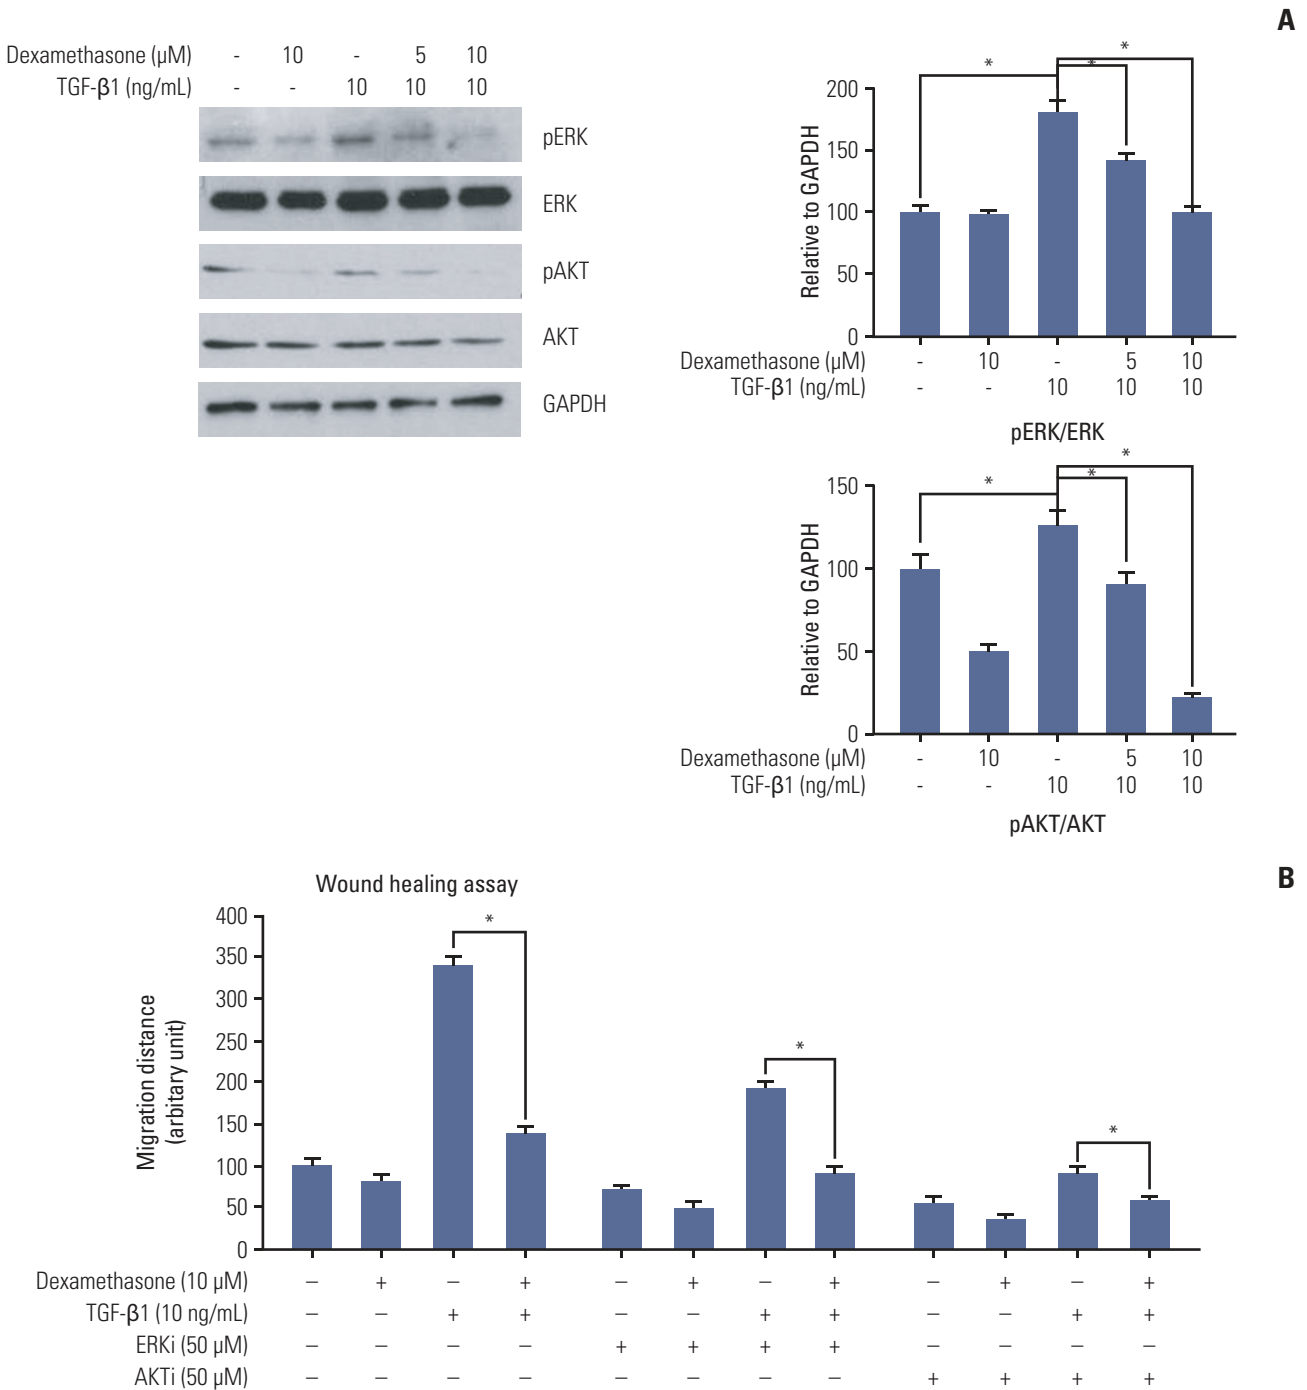 A
Dexamethasone (µM) - 10 - 5 10
TGF-β1 (ng/mL) - - 10 10 10
pERK
ERK
pAKT
AKT
GAPDH
* * *
200
150
100
50
0
Relative to GAPDH
Dexamethasone (µM) - 10 - 5 10
TGF-β1 (ng/mL) - - 10 10 10
pERK/ERK
* * *
150
100
50
0
Relative to GAPDH
Dexamethasone (µM) - 10 - 5 10
TGF-β1 (ng/mL) - - 10 10 10
pAKT/AKT
B
Wound healing assay
400
350
300
250
200
150
100
50
0
Migration distance
(arbitary unit)
* * *
Dexamethasone (10 µM) – + – + – + – + – + – +
TGF-β1 (10 ng/mL) – – + + – – + + – – + +
ERKi (50 µM) – – – – + + + + – – – –
AKTi (50 µM) – – – – – – – – + + + +